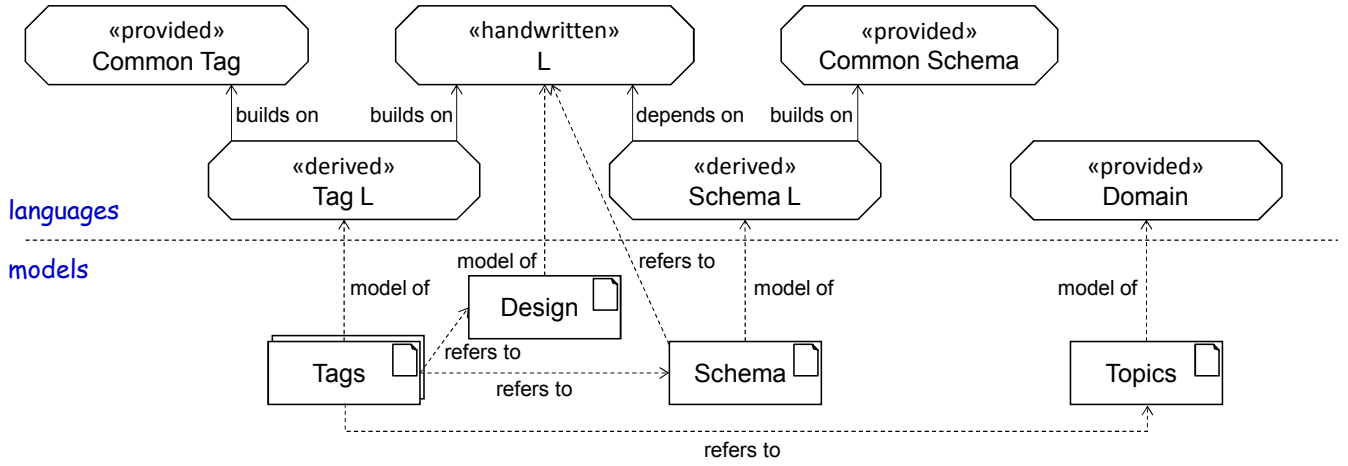 «provided»
Common Tag
«handwritten»
L
«provided»
Common Schema
builds on
builds on
depends on
builds on
«derived»
Tag L
«derived»
Schema L
«provided»
Domain
languages
models
model of
refers to
model of
model of
model of
Design
refers to
Tags
Schema
Topics
refers to
refers to